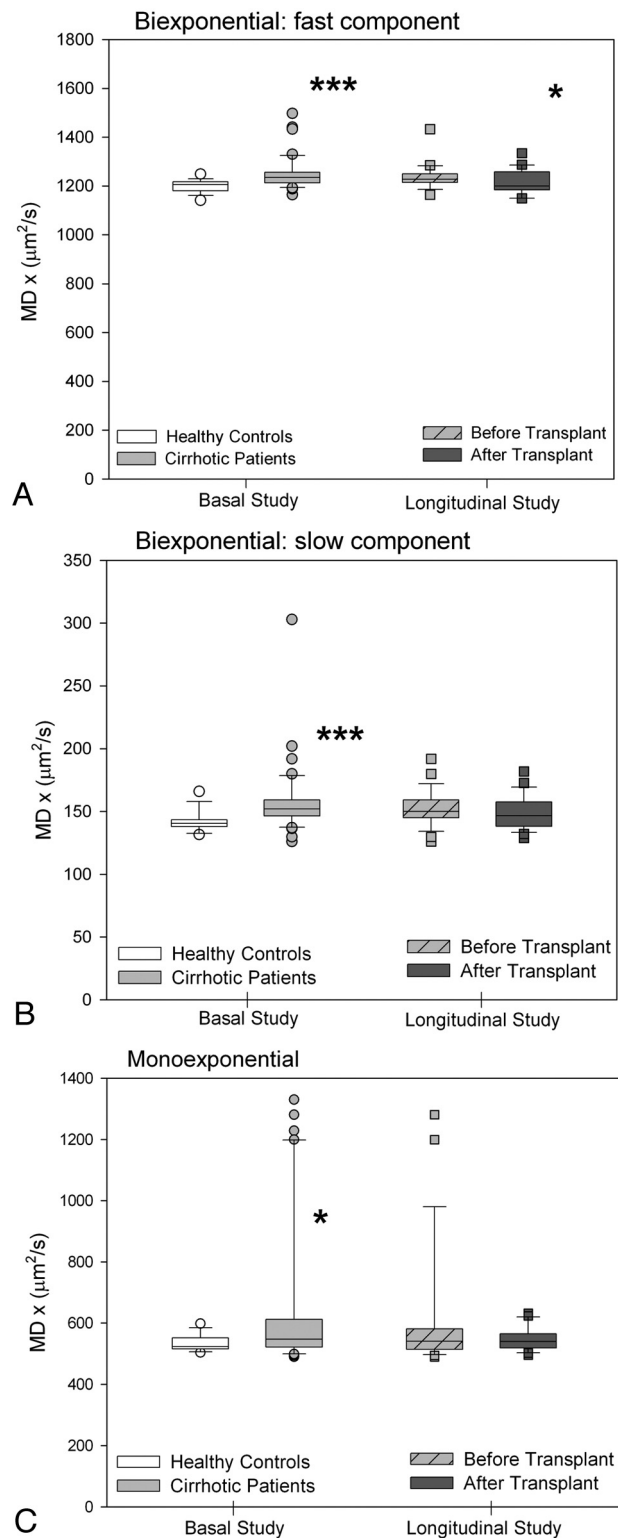 Biexponential: fast component
1800
1600
1400
1200
1000
800
600
400
200
0
MD x (μm²/s)
***
*
Healthy Controls
Cirrhotic Patients
Before Transplant
After Transplant
Basal Study
Longitudinal Study
A
Biexponential: slow component
350
300
250
200
150
100
50
0
MD x (μm²/s)
***
Healthy Controls
Cirrhotic Patients
Before Transplant
After Transplant
Basal Study
Longitudinal Study
B
Monoexponential
1400
1200
1000
800
600
400
200
0
MD x (μm²/s)
*
Healthy Controls
Cirrhotic Patients
Before Transplant
After Transplant
Basal Study
Longitudinal Study
C